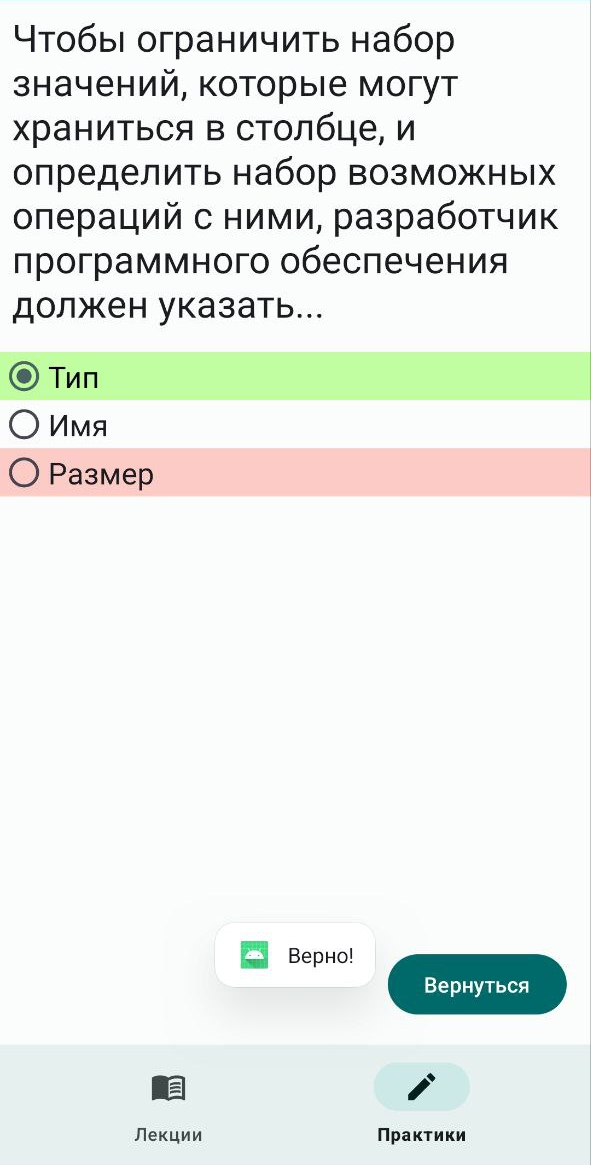 Чтобы ограничить набор
значений, которые могут
храниться в столбце, и
определить набор возможных
операций с ними, разработчик
программного обеспечения
должен указать...
Тип
Имя
Размер
Верно!
Вернуться
Лекции
Практики